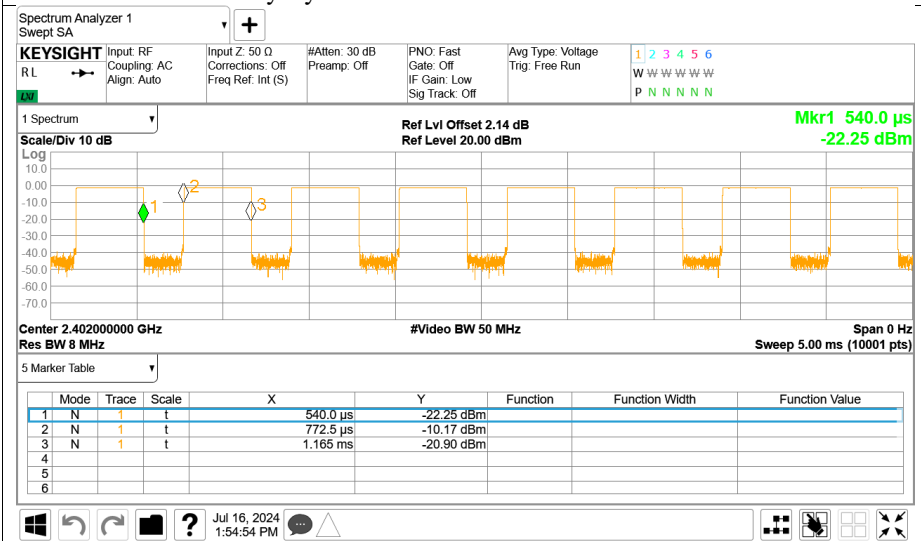 Spectrum Analyzer 1
Swept SA
+
KEYSIGHT
RL
LXI
Input: RF
Coupling: AC
Align: Auto
Input Z: 50 Ω
Corrections: Off
Freq Ref: Int (S)
#Atten: 30 dB
Preamp: Off
PNO: Fast
Gate: Off
IF Gain: Low
Sig Track: Off
Avg Type: Voltage
Trig: Free Run
1 2 3 4 5 6
W W W W W W
P N N N N N
1 Spectrum
Scale/Div 10 dB
Ref Lvl Offset 2.14 dB
Ref Level 20.00 dBm
Mkr1 540.0 µs
-22.25 dBm
Log
10.0
0.00
-10.0
-20.0
-30.0
-40.0
-50.0
-60.0
-70.0
1
2
3
Center 2.402000000 GHz
#Video BW 50 MHz
Span 0 Hz
Res BW 8 MHz
Sweep 5.00 ms (10001 pts)
5 Marker Table
Mode Trace Scale X Y Function Function Width Function Value
1 N 1 t 540.0 µs -22.25 dBm
2 N 1 t 772.5 µs -10.17 dBm
3 N 1 t 1.165 ms -20.90 dBm
4
5
6
?
Jul 16, 2024
1:54:54 PM